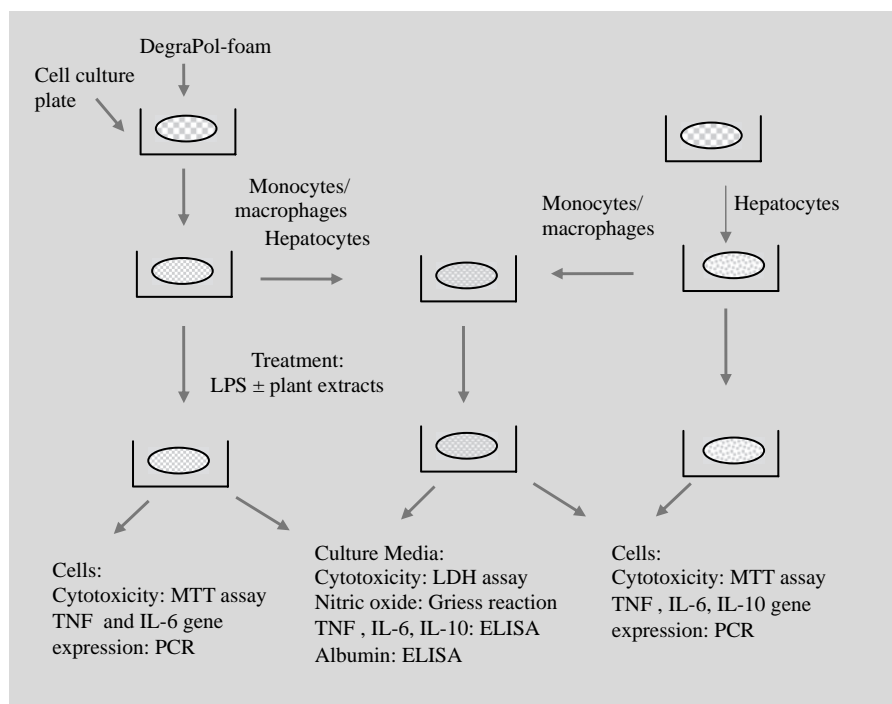 DegraPol-foam
Cell culture
plate
Monocytes/
macrophages
Hepatocytes
Monocytes/
macrophages
Hepatocytes
Treatment:
LPS ± plant extracts
Cells:
Cytotoxicity: MTT assay
TNF and IL-6 gene
expression: PCR
Culture Media:
Cytotoxicity: LDH assay
Nitric oxide: Griess reaction
TNF , IL-6, IL-10: ELISA
Albumin: ELISA
Cells:
Cytotoxicity: MTT assay
TNF , IL-6, IL-10 gene
expression: PCR